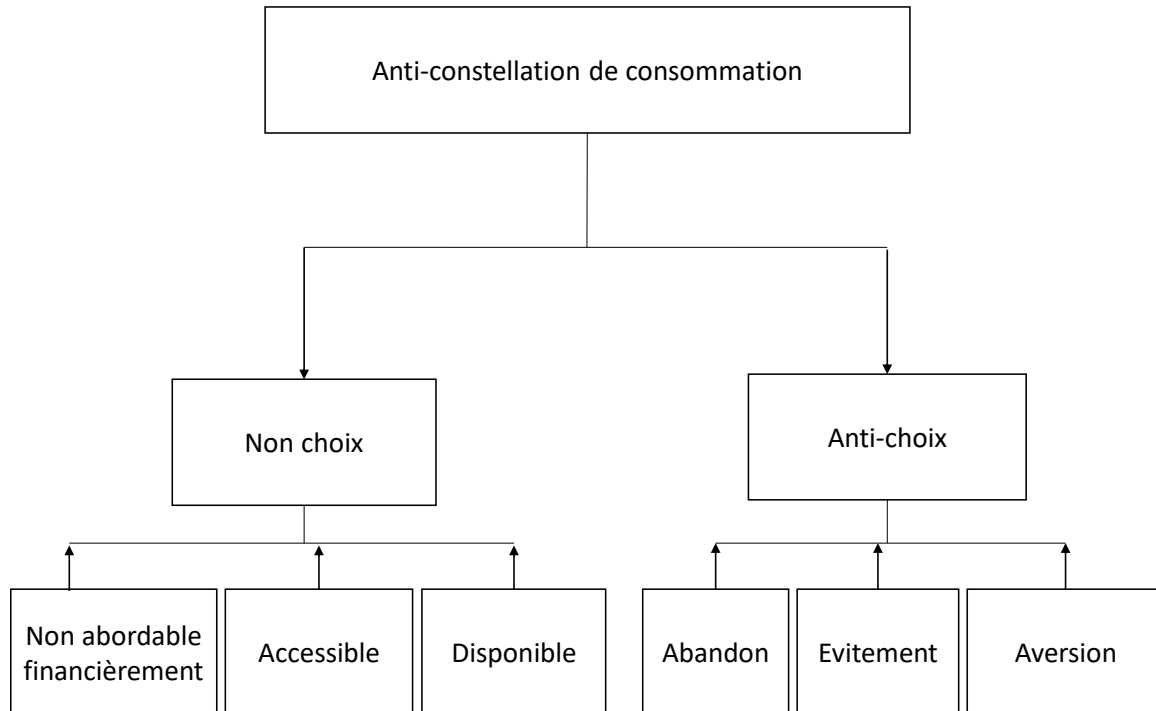 Anti-constellation de consommation
Non choix
Anti-choix
Non abordable
financièrement
Accessible
Disponible
Abandon
Evitement
Aversion